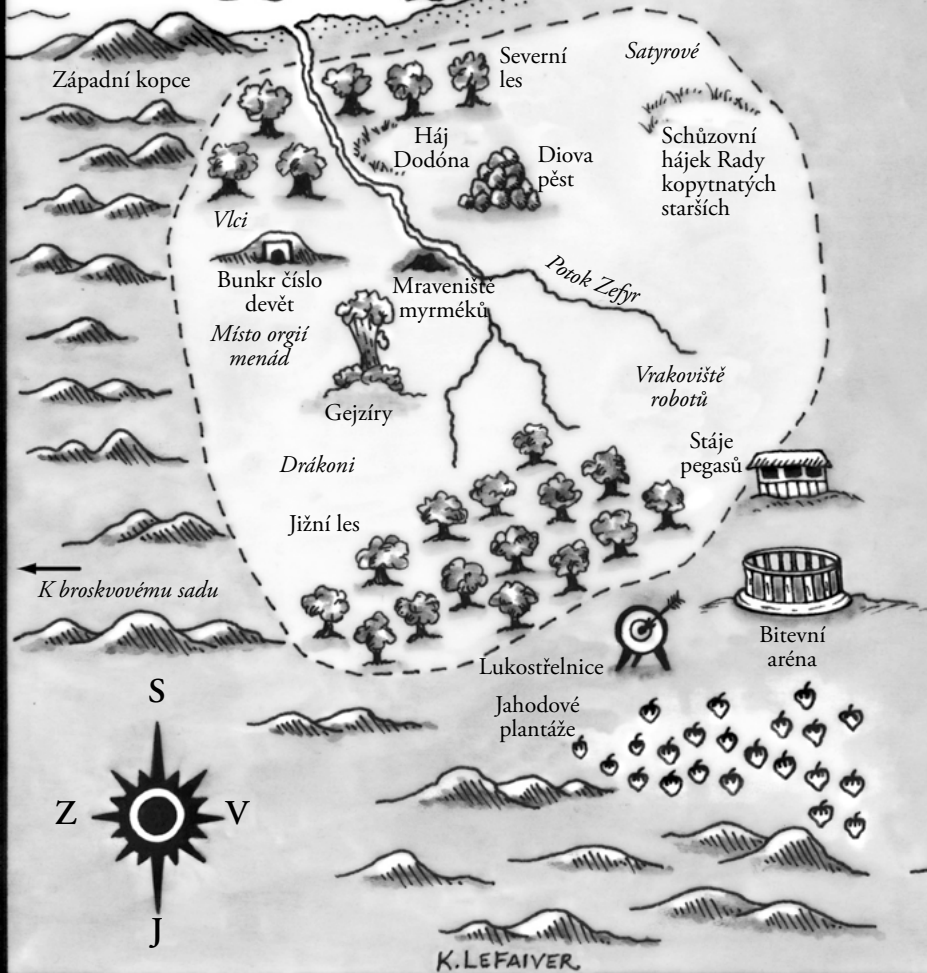 Severní
les
Satyrové
Západní kopce
Háj
Dodóna
Diova
pěst
Schůzovní
hájek Rady
kopytnatých
starších
Vlci
Bunkr číslo
devět
Mraveniště
myrméků
Potok Zefyr
Místo orgií
menád
Gejzíry
Vrakoviště
robotů
Stáje
pegasů
Drákoni
Jižní les
K broskvovému sadu
Bitevní
aréna
Lukostřelnice
Jahodové
plantáže
S
Z
V
J
K. LEFAIVER